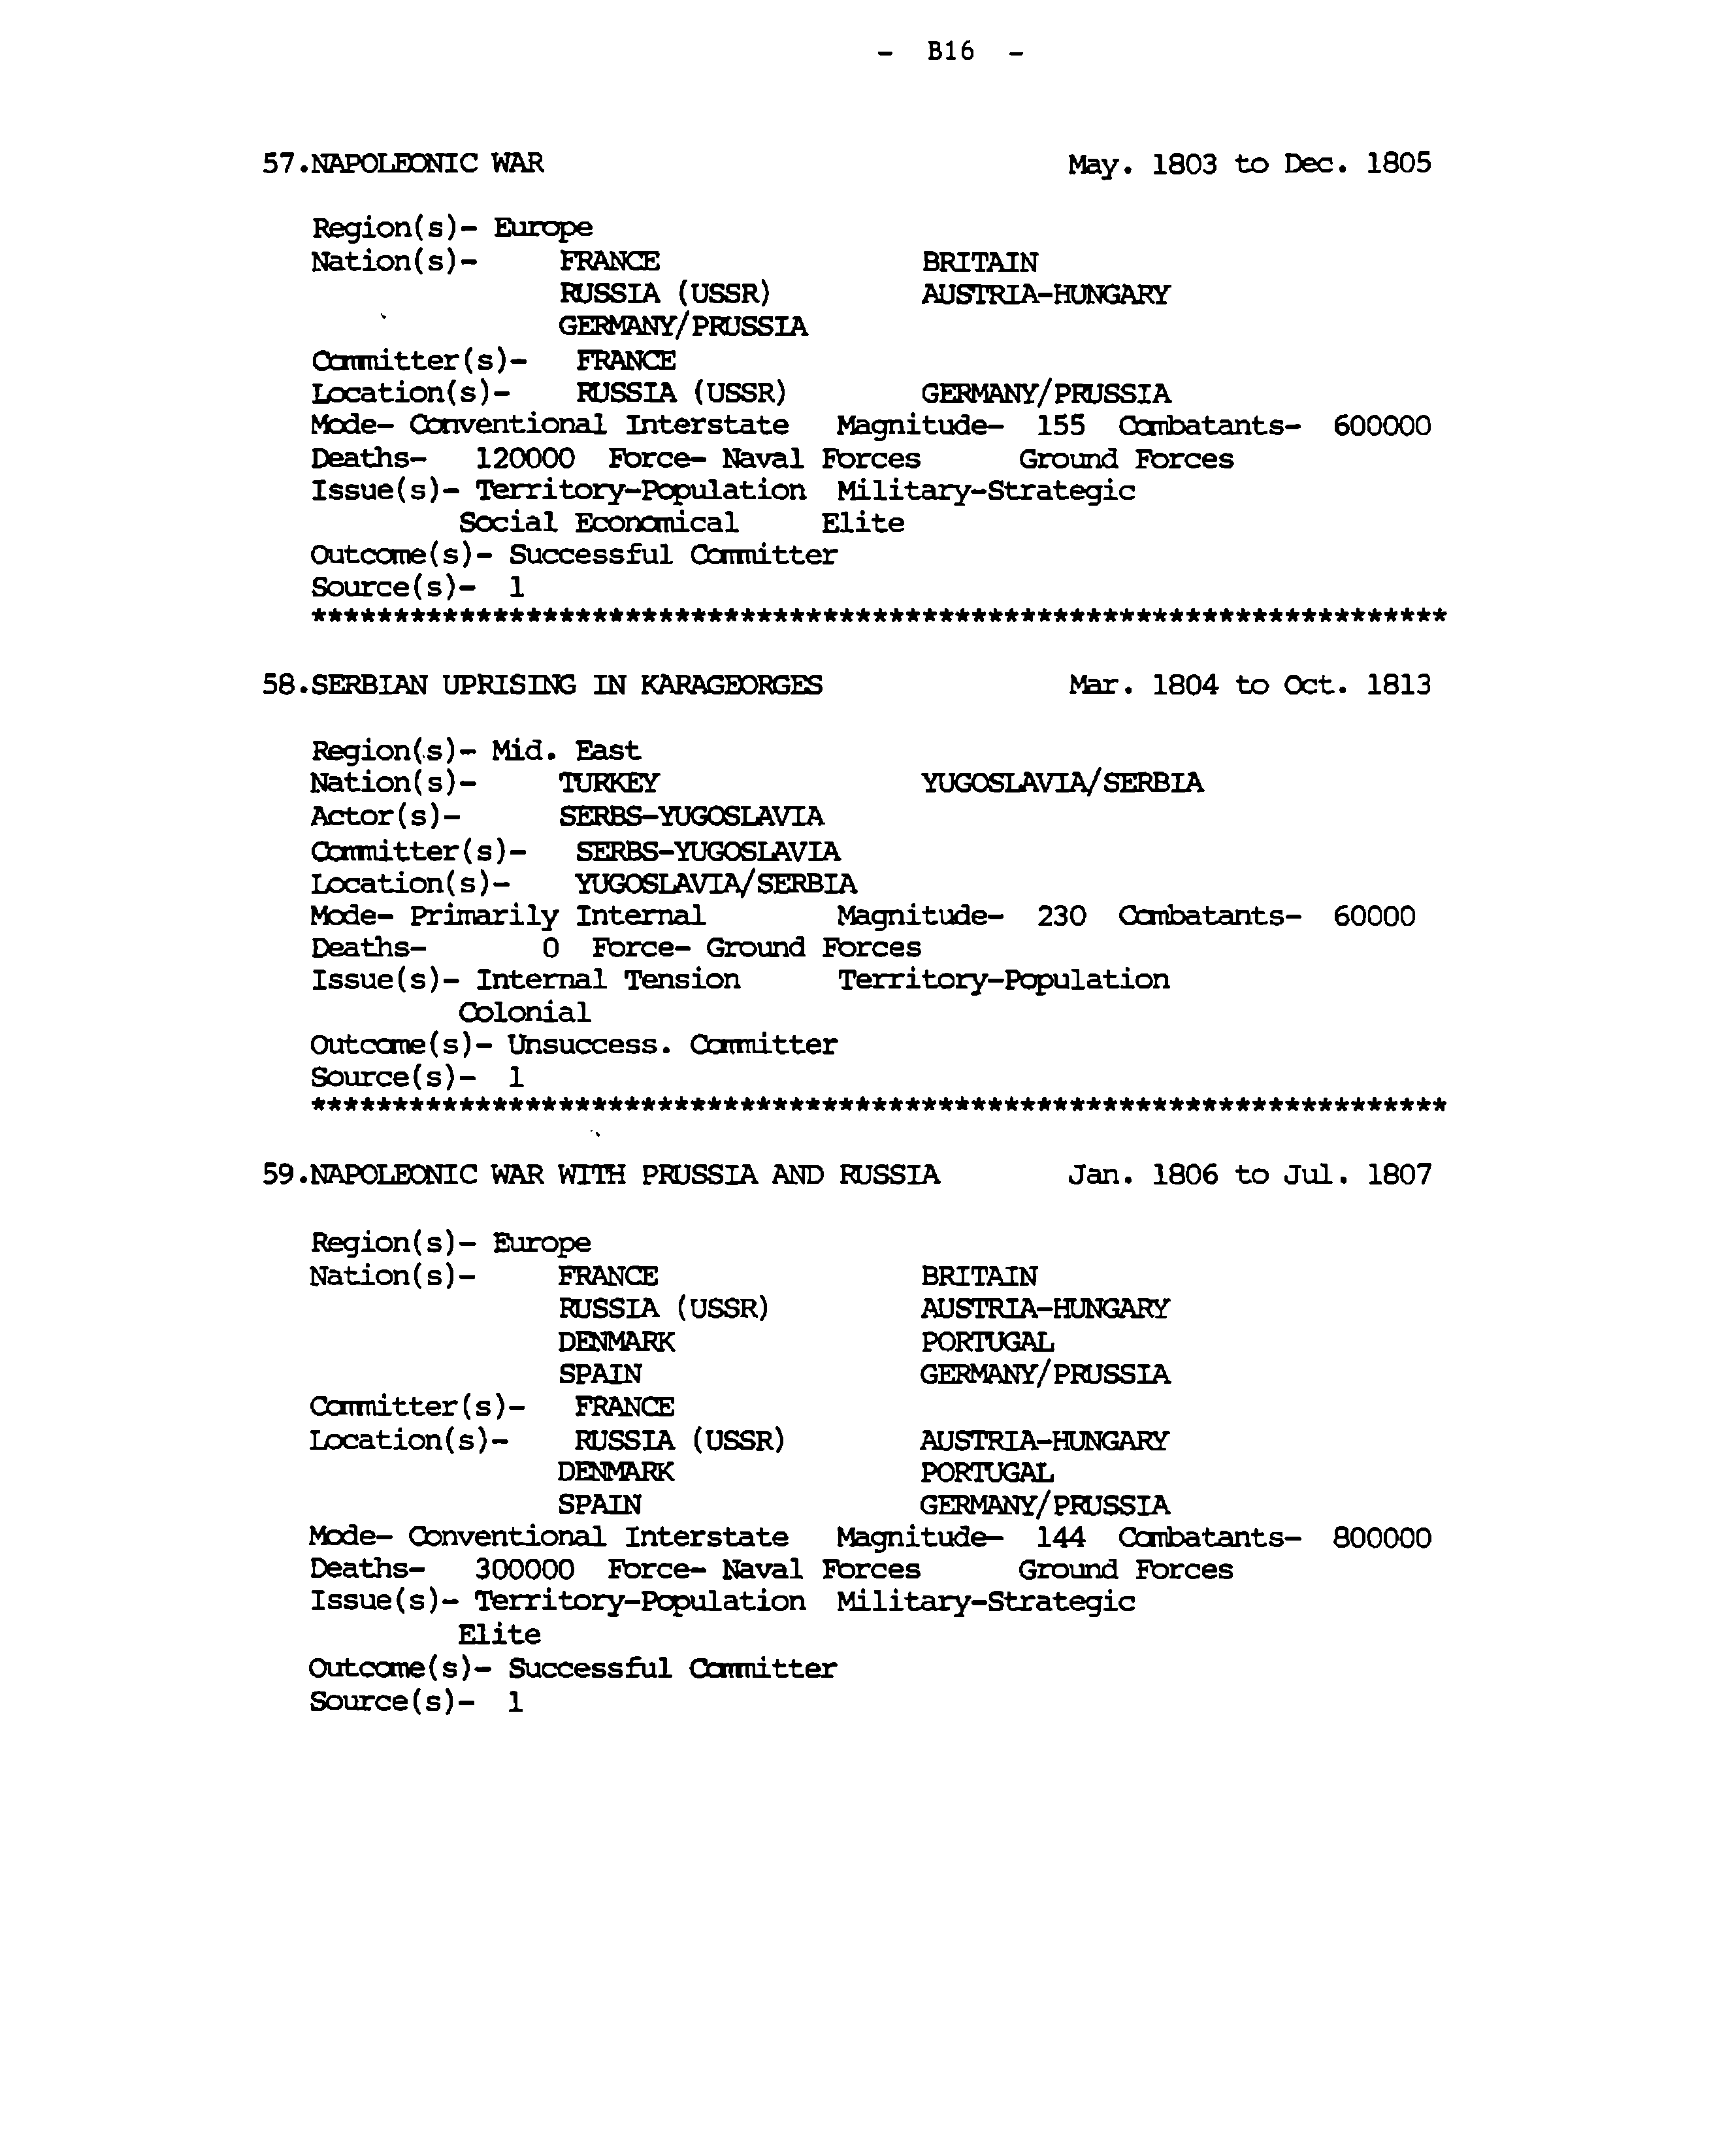 - B16 -
57.NAPOLEONIC WAR May. 1803 to Dec. 1805
Region(s)- Europe
Nation(s)- FRANCE BRITAIN
RUSSIA (USSR) AUSTRIA-HUNGARY
GERMANY/PRUSSIA
Committer(s)- FRANCE
Location(s)- RUSSIA (USSR) GERMANY/PRUSSIA
Mode- Conventional Interstate Magnitude- 155 Combatants- 600000
Deaths- 120000 Force- Naval Forces Ground Forces
Issue(s)- Territory-Population Military-Strategic
Social Economical Elite
Outcome(s)- Successful Committer
Source(s)- 1
*********************************************************************
58.SERBIAN UPRISING IN KARAGEORGES Mar. 1804 to Oct. 1813
Region(s)- Mid. East
Nation(s)- TURKEY YUGOSLAVIA/SERBIA
Actor(s)- SERBS-YUGOSLAVIA
Committer(s)- SERBS-YUGOSLAVIA
Location(s)- YUGOSLAVIA/SERBIA
Mode- Primarily Internal Magnitude- 230 Combatants- 60000
Deaths- 0 Force- Ground Forces
Issue(s)- Internal Tension Territory-Population
Colonial
Outcome(s)- Unsuccess. Committer
Source(s)- 1
*********************************************************************
59.NAPOLEONIC WAR WITH PRUSSIA AND RUSSIA Jan. 1806 to Jul. 1807
Region(s)- Europe
Nation(s)- FRANCE BRITAIN
RUSSIA (USSR) AUSTRIA-HUNGARY
DENMARK PORTUGAL
SPAIN GERMANY/PRUSSIA
Committer(s)- FRANCE
Location(s)- RUSSIA (USSR) AUSTRIA-HUNGARY
DENMARK PORTUGAL
SPAIN GERMANY/PRUSSIA
Mode- Conventional Interstate Magnitude- 144 Combatants- 800000
Deaths- 300000 Force- Naval Forces Ground Forces
Issue(s)- Territory-Population Military-Strategic
Elite
Outcome(s)- Successful Committer
Source(s)- 1